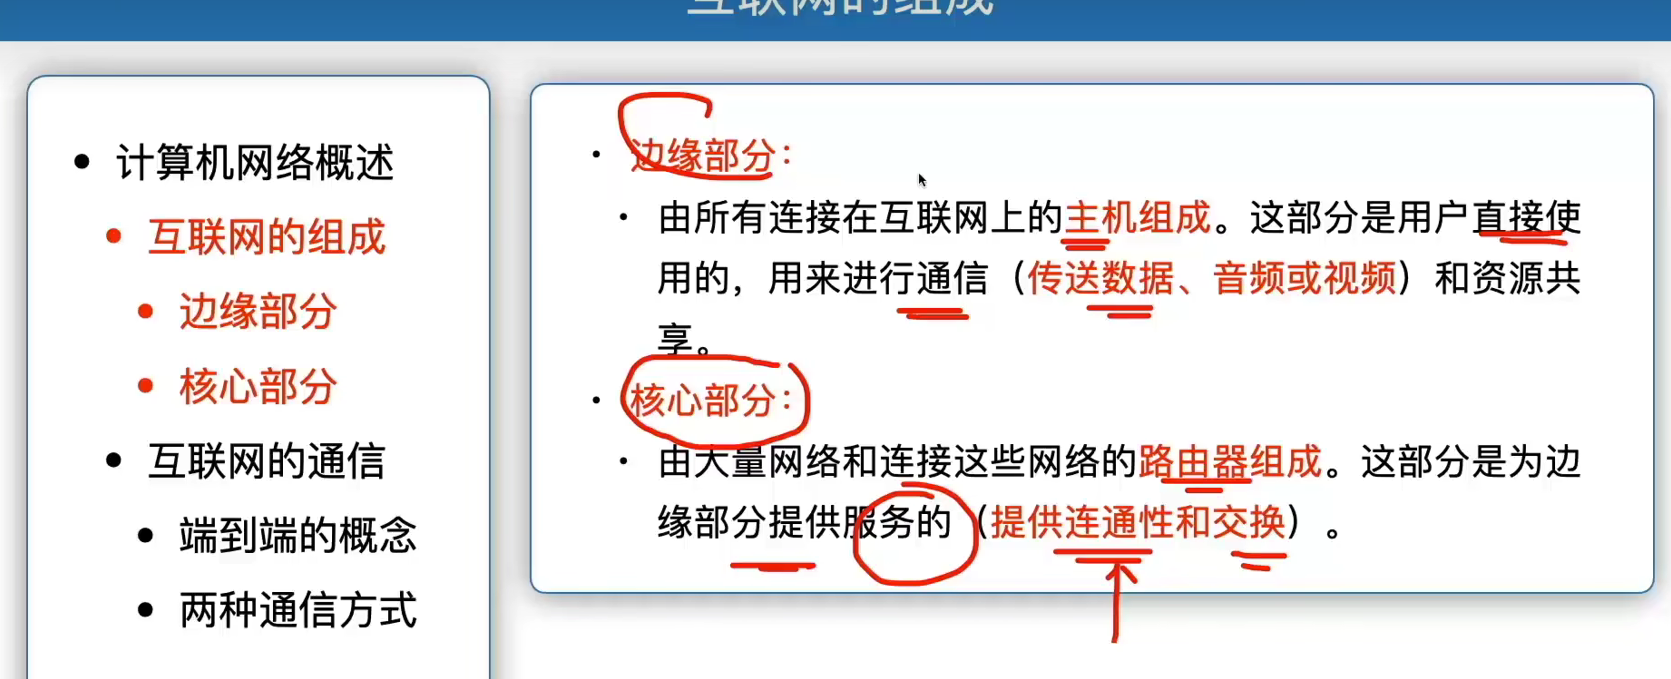 互联网的组成
计算机网络概述
互联网的组成
边缘部分
核心部分
互联网的通信
端到端的概念
两种通信方式
边缘部分：
由所有连接在互联网上的主机组成。这部分是用户直接使
用的，用来进行通信（传送数据、音频或视频）和资源共
享。
核心部分：
由大量网络和连接这些网络的路由器组成。这部分是为边
缘部分提供服务的（提供连通性和交换）。